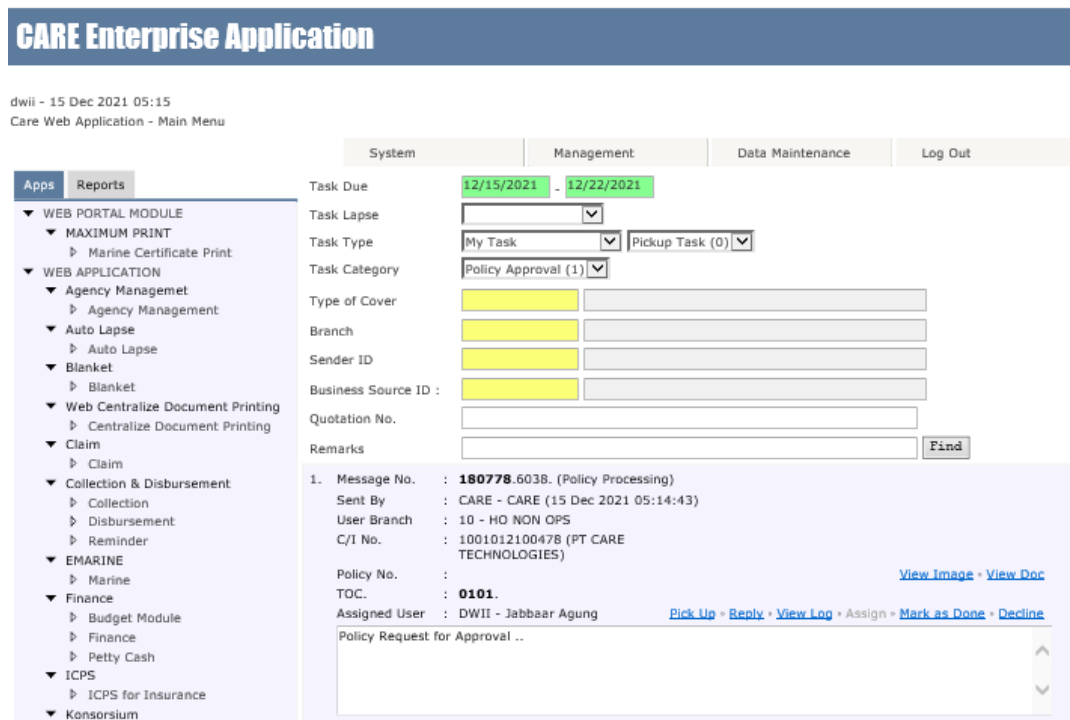 CARE Enterprise Application
dwii - 15 Dec 2021 05:15
Care Web Application - Main Menu
System Management Data Maintenance Log Out
Apps Reports
WEB PORTAL MODULE
MAXIMUM PRINT
Marine Certificate Print
WEB APPLICATION
Agency Managemet
Agency Management
Auto Lapse
Auto Lapse
Blanket
Blanket
Web Centralize Document Printing
Centralize Document Printing
Claim
Claim
Collection & Disbursement
Collection
Disbursement
Reminder
EMARINE
Marine
Finance
Budget Module
Finance
Petty Cash
ICPS
ICPS for Insurance
Konsorsium
Task Due 12/15/2021 - 12/22/2021
Task Lapse
Task Type My Task Pickup Task (0)
Task Category Policy Approval (1)
Type of Cover
Branch
Sender ID
Business Source ID :
Quotation No.
Remarks Find
1. Message No. : 180778.6038. (Policy Processing)
Sent By : CARE - CARE (15 Dec 2021 05:14:43)
User Branch : 10 - HO NON OPS
C/I No. : 1001012100478 (PT CARE
TECHNOLOGIES)
Policy No. : View Image • View Doc
TOC. : 0101.
Assigned User : DWII - Jabbaar Agung Pick Up • Reply • View Log • Assign • Mark as Done • Decline
Policy Request for Approval ..